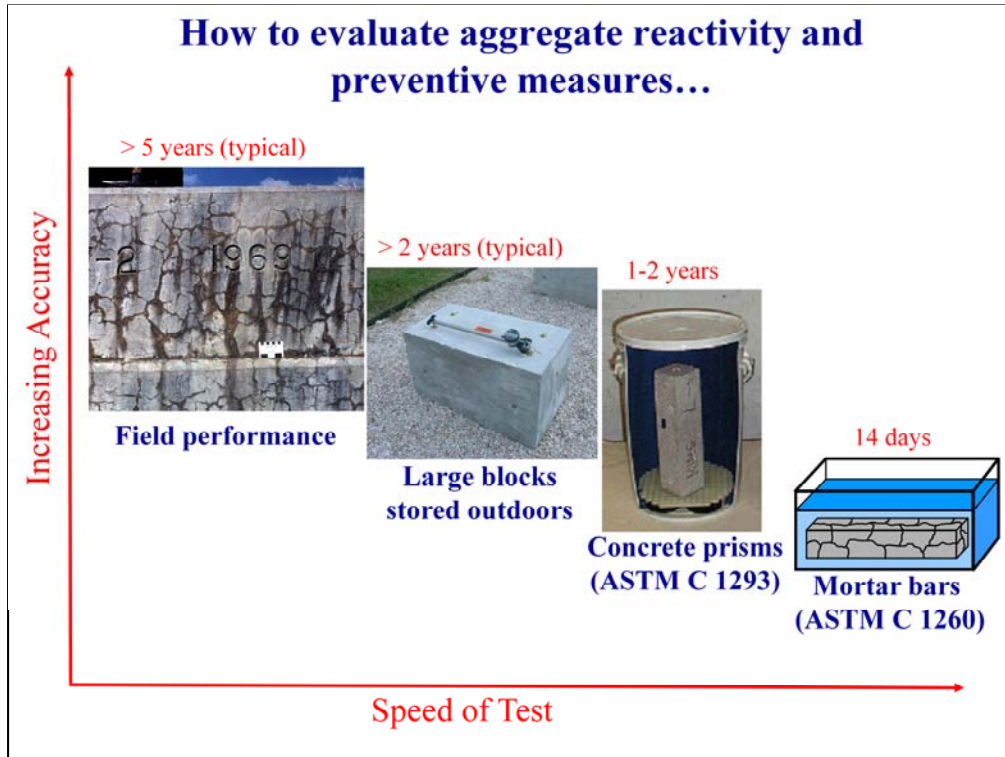 How to evaluate aggregate reactivity and
preventive measures…
> 5 years (typical)
> 2 years (typical)
1-2 years
14 days
1969
-2
Field performance
Large blocks
stored outdoors
Concrete prisms
(ASTM C 1293)
Mortar bars
(ASTM C 1260)
Increasing Accuracy
Speed of Test